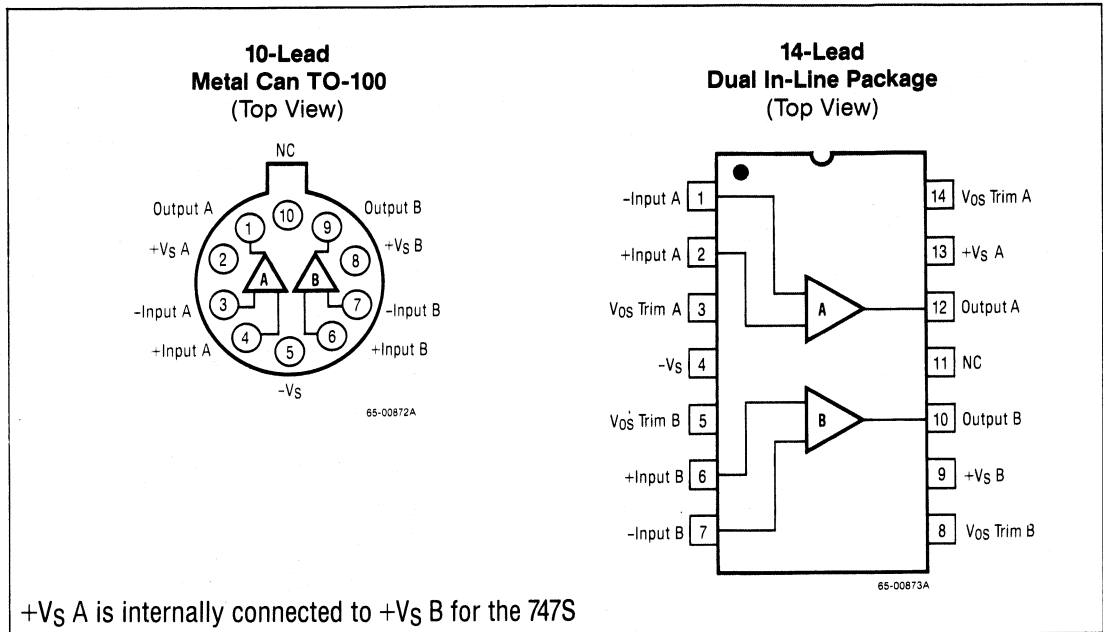 10-Lead
Metal Can TO-100
(Top View)
NC
Output A
10
Output B
1
9
+VS A
+VS B
2
8
A
B
-Input A
3
7
-Input B
+Input A
4
6
+Input B
5
-VS
65-00872A
14-Lead
Dual In-Line Package
(Top View)
-Input A 1
14 VOS Trim A
+Input A 2
13 +VS A
VOS Trim A 3
A
12 Output A
-VS 4
11 NC
VOS Trim B 5
B
10 Output B
+Input B 6
9 +VS B
-Input B 7
8 VOS Trim B
65-00873A
+VS A is internally connected to +VS B for the 747S